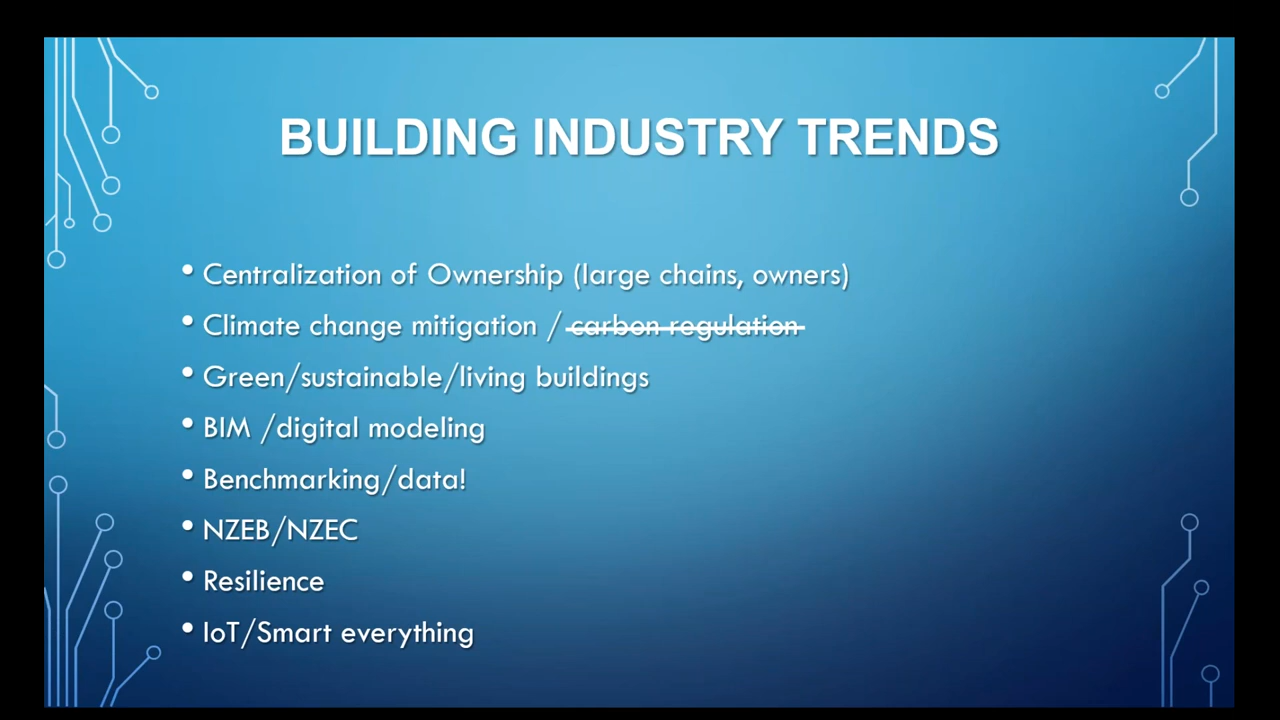 BUILDING INDUSTRY TRENDS
• Centralization of Ownership (large chains, owners)
• Climate change mitigation / carbon regulation
• Green/sustainable/living buildings
• BIM /digital modeling
• Benchmarking/data!
• NZEB/NZEC
• Resilience
• IoT/Smart everything